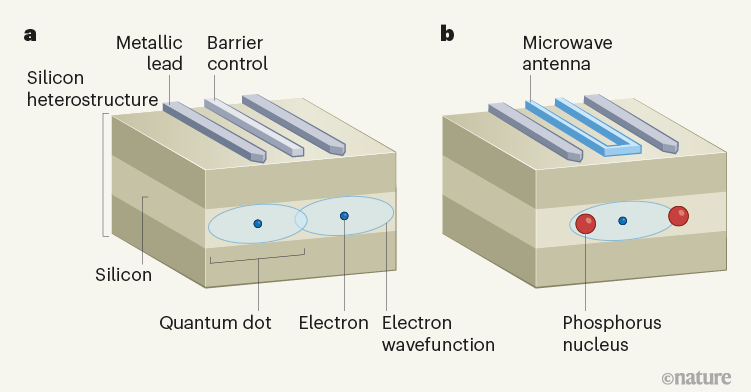 a
Metallic
lead
Barrier
control
Silicon
heterostructure
Silicon
Quantum dot
Electron
Electron
wavefunction
b
Microwave
antenna
Phosphorus
nucleus
©nature